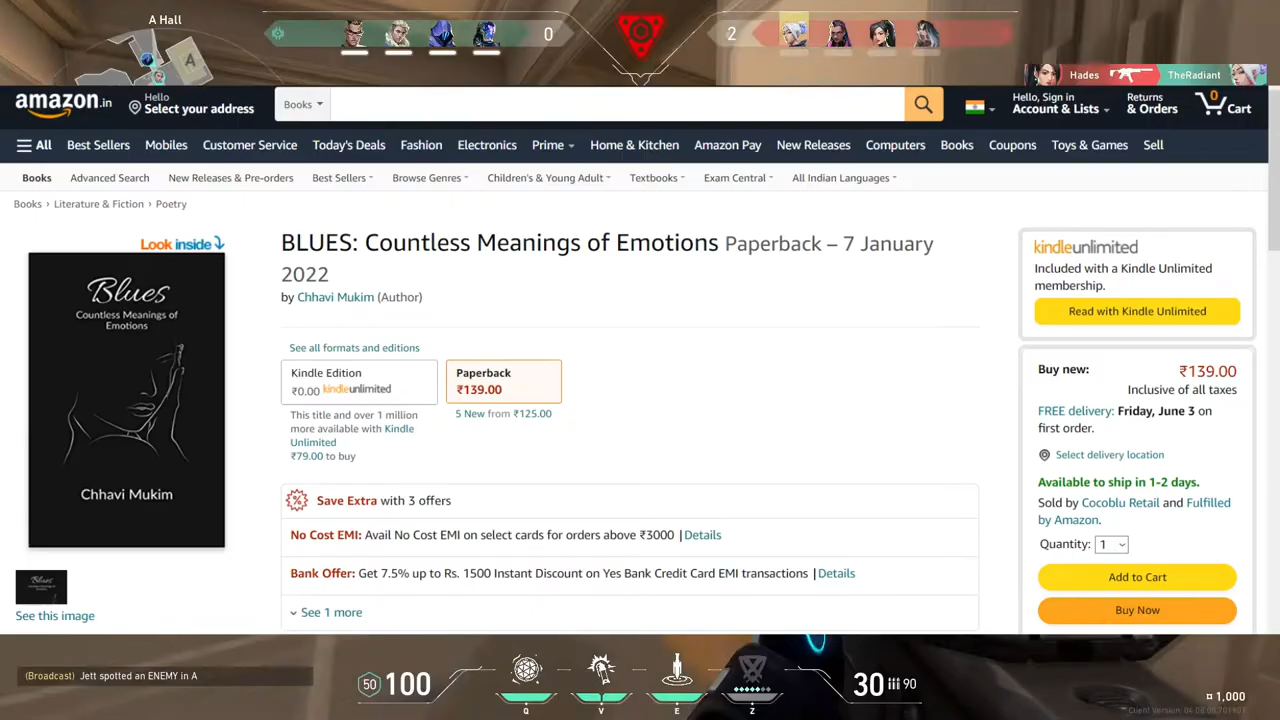 A Hall
0
2
A
Hades TheRadiant
amazon.in
Hello
Select your address
Books
Hello, Sign in
Account & Lists
Returns
& Orders
0
Cart
All Best Sellers Mobiles Customer Service Today's Deals Fashion Electronics Prime Home & Kitchen Amazon Pay New Releases Computers Books Coupons Toys & Games Sell
Books Advanced Search New Releases & Pre-orders Best Sellers Browse Genres Children's & Young Adult Textbooks Exam Central All Indian Languages
Books › Literature & Fiction › Poetry
Look inside
Blues
Countless Meanings of
Emotions
Chhavi Mukim
Blues
See this image
BLUES: Countless Meanings of Emotions Paperback – 7 January
2022
by Chhavi Mukim (Author)
See all formats and editions
Kindle Edition
₹0.00 kindleunlimited
This title and over 1 million
more available with Kindle
Unlimited
₹79.00 to buy
Paperback
₹139.00
5 New from ₹125.00
Save Extra with 3 offers
No Cost EMI: Avail No Cost EMI on select cards for orders above ₹3000 | Details
Bank Offer: Get 7.5% up to Rs. 1500 Instant Discount on Yes Bank Credit Card EMI transactions | Details
See 1 more
kindleunlimited
Included with a Kindle Unlimited
membership.
Read with Kindle Unlimited
Buy new: ₹139.00
Inclusive of all taxes
FREE delivery: Friday, June 3 on
first order.
Select delivery location
Available to ship in 1-2 days.
Sold by Cocoblu Retail and Fulfilled
by Amazon.
Quantity: 1
Add to Cart
Buy Now
(Broadcast) Jett spotted an ENEMY in A
50 100
Q V E Z
30 90
1,000